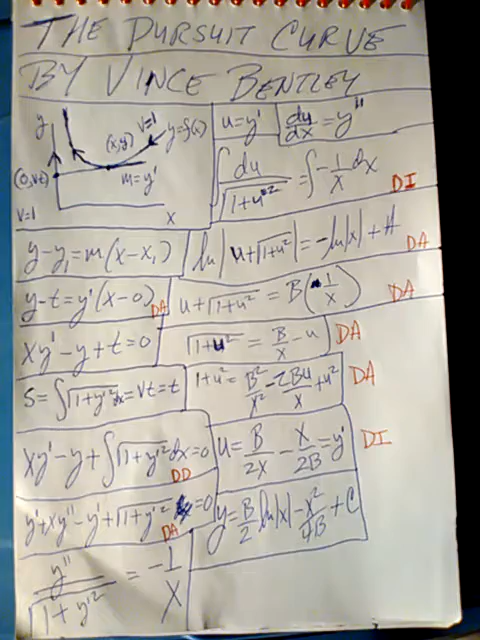 THE PURSUIT CURVE
BY VINCE BENTLEY
y
(0,vt)
v=1
(x,y)
v=1
y=f(x)
m=y'
x
y-y₁=m(x-x₁)
y-t=y'(x-0) DA
xy'-y+t=0
S=∫√(1+y'²)dx=vt=t
xy'-y+∫√(1+y'²)dx=0 DD
y'+xy''-y'+√(1+y'²)=0 DA
y''/√(1+y'²) = -1/x
u=y'
du/dx=y''
∫du/√(1+u²) = ∫-1/x dx DI
ln|u+√(1+u²)|=-ln|x|+A DA
u+√(1+u²)=B(1/x) DA
√(1+u²)=B/x-u DA
1+u²=B²/x²-2Bu/x+u² DA
u=B/2x-x/2B=y' DI
y=B/2 ln|x|-x²/4B+C